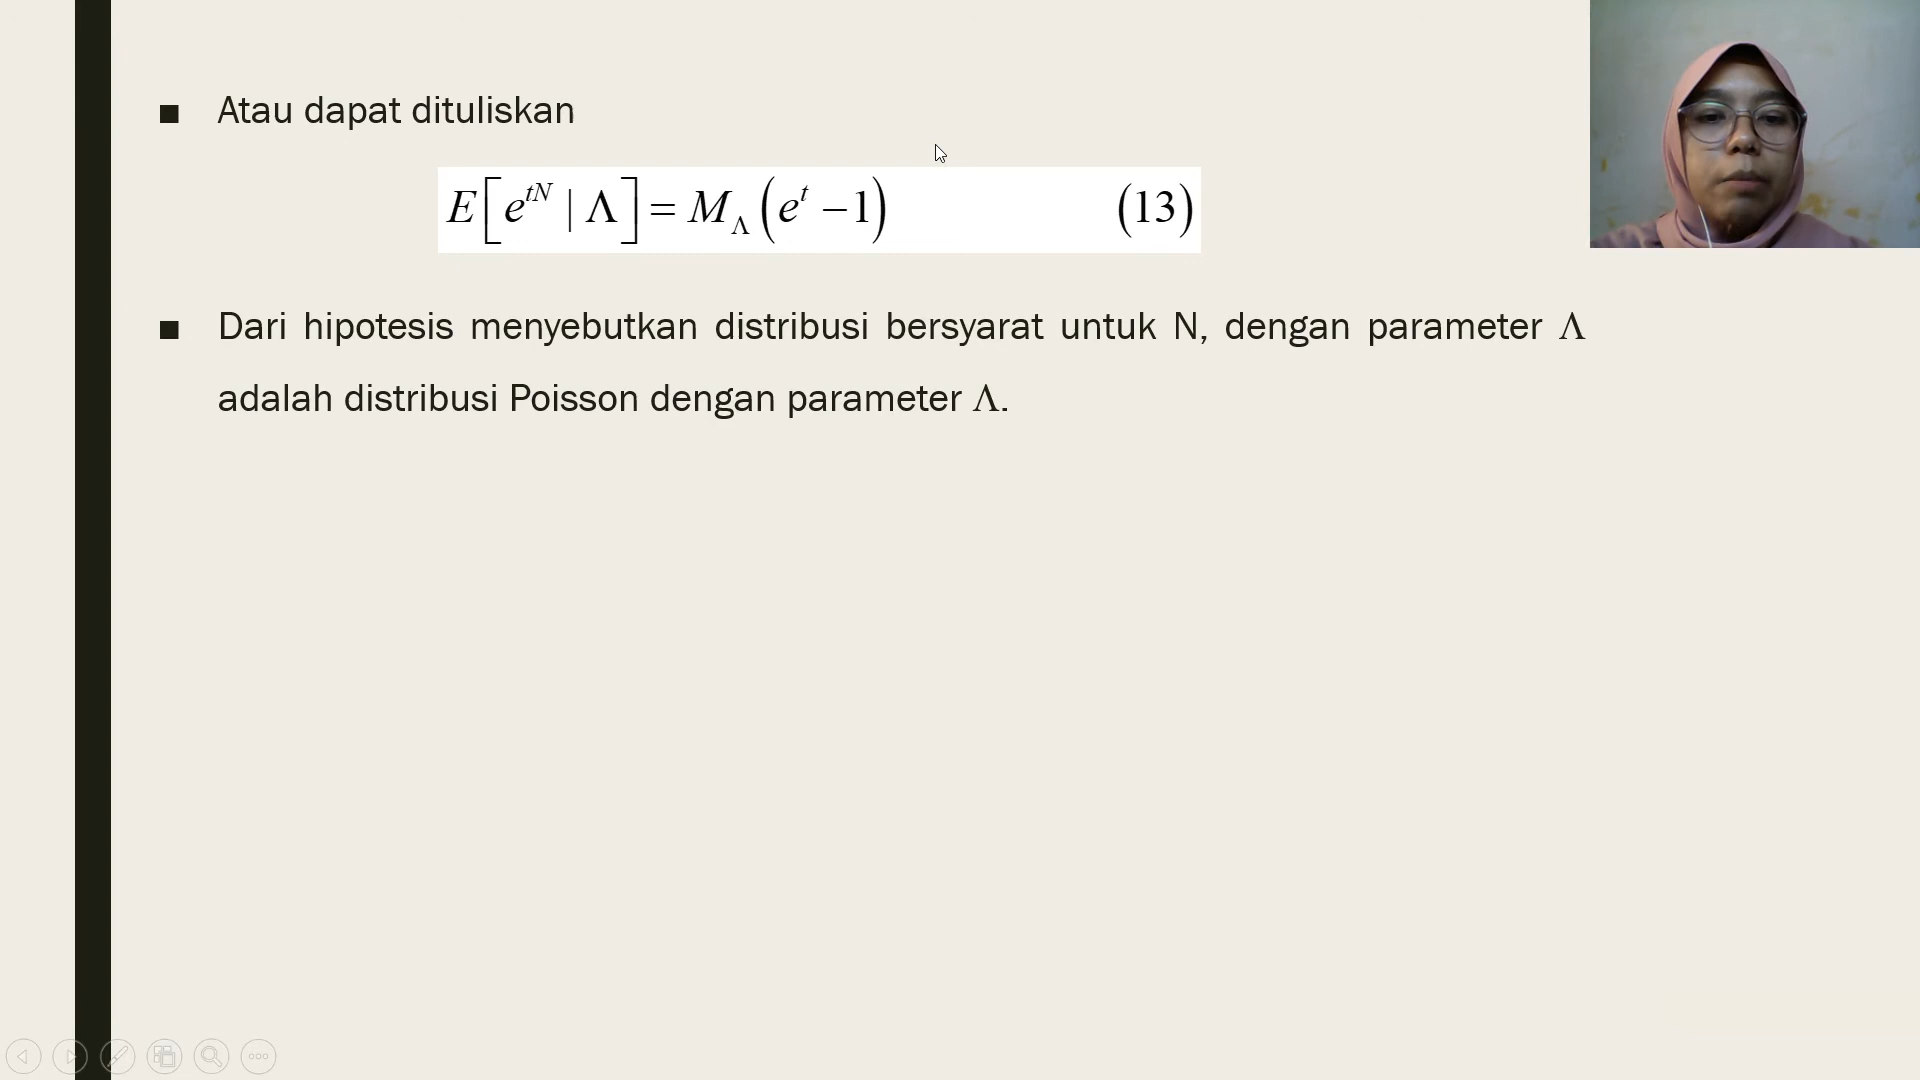 Atau dapat dituliskan
E[e^{tN} | Λ] = M_Λ(e^t − 1) (13)
Dari hipotesis menyebutkan distribusi bersyarat untuk N, dengan parameter Λ
adalah distribusi Poisson dengan parameter Λ.